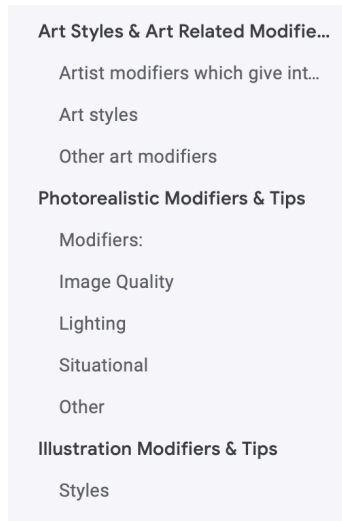 Art Styles & Art Related Modifie...
Artist modifiers which give int...
Art styles
Other art modifiers
Photorealistic Modifiers & Tips
Modifiers:
Image Quality
Lighting
Situational
Other
Illustration Modifiers & Tips
Styles